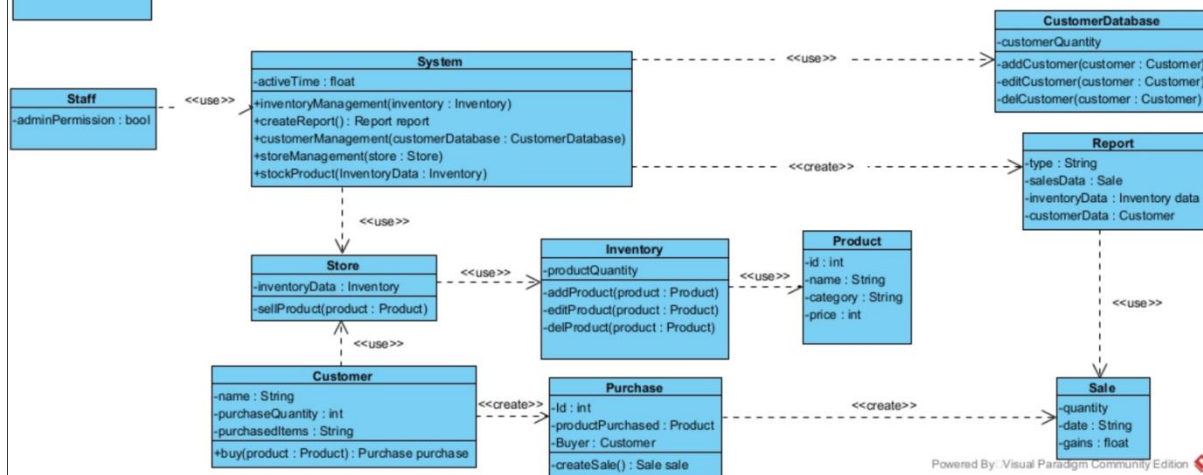 CustomerDatabase
-customerQuantity
-addCustomer(customer : Customer)
-editCustomer(customer : Customer)
-delCustomer(customer : Customer)
<<use>>
System
-activeTime : float
+inventoryManagement(inventory : Inventory)
+createReport() : Report report
+customerManagement(customerDatabase : CustomerDatabase)
+storeManagement(store : Store)
+stockProduct(InventoryData : Inventory)
Staff
-adminPermission : bool
<<use>>
<<create>>
Report
-type : String
-salesData : Sale
-inventoryData : Inventory data
-customerData : Customer
<<use>>
Store
-inventoryData : Inventory
-sellProduct(product : Product)
<<use>>
Inventory
-productQuantity
-addProduct(product : Product)
-editProduct(product : Product)
-delProduct(product : Product)
<<use>>
Product
-id : int
-name : String
-category : String
-price : int
<<use>>
<<use>>
Customer
-name : String
-purchaseQuantity : int
-purchasedItems : String
+buy(product : Product) : Purchase purchase
<<create>>
Purchase
-Id : int
-productPurchased : Product
-Buyer : Customer
-createSale() : Sale sale
<<create>>
Sale
-quantity
-date : String
-gains : float
Powered By Visual Paradigm Community Edition